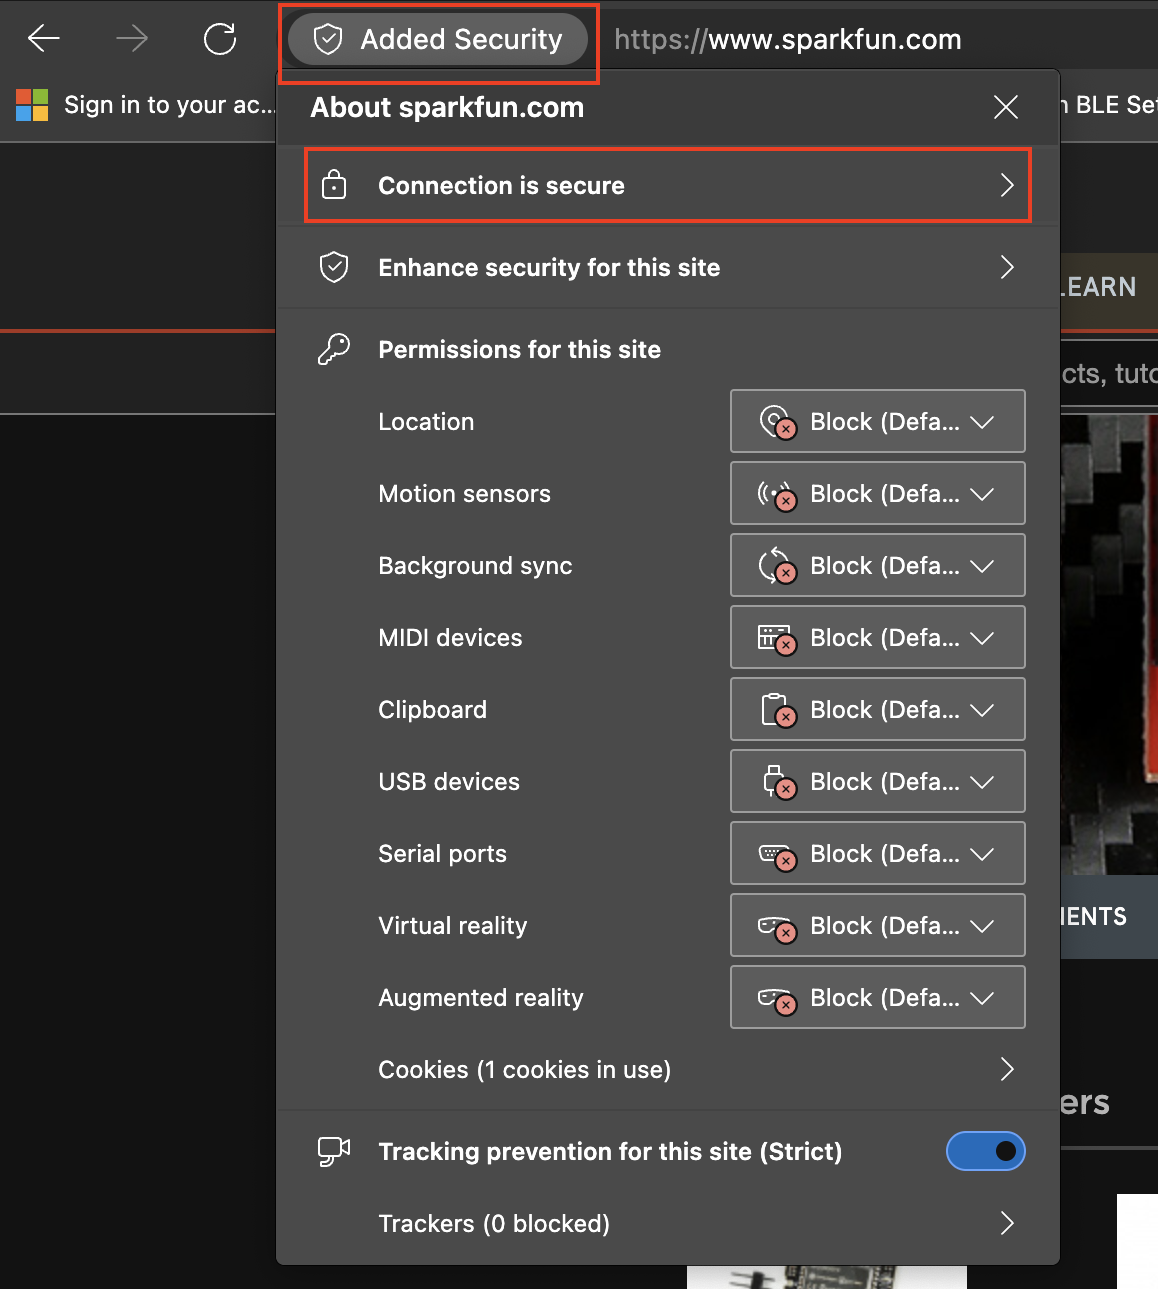 Added Security
https://www.sparkfun.com
Sign in to your ac...
BLE Se
About sparkfun.com
Connection is secure
Enhance security for this site
LEARN
Permissions for this site
cts, tuto
Location
Block (Defa...
Motion sensors
Block (Defa...
Background sync
Block (Defa...
MIDI devices
Block (Defa...
Clipboard
Block (Defa...
USB devices
Block (Defa...
Serial ports
Block (Defa...
Virtual reality
Block (Defa...
IENTS
Augmented reality
Block (Defa...
Cookies (1 cookies in use)
ers
Tracking prevention for this site (Strict)
Trackers (0 blocked)